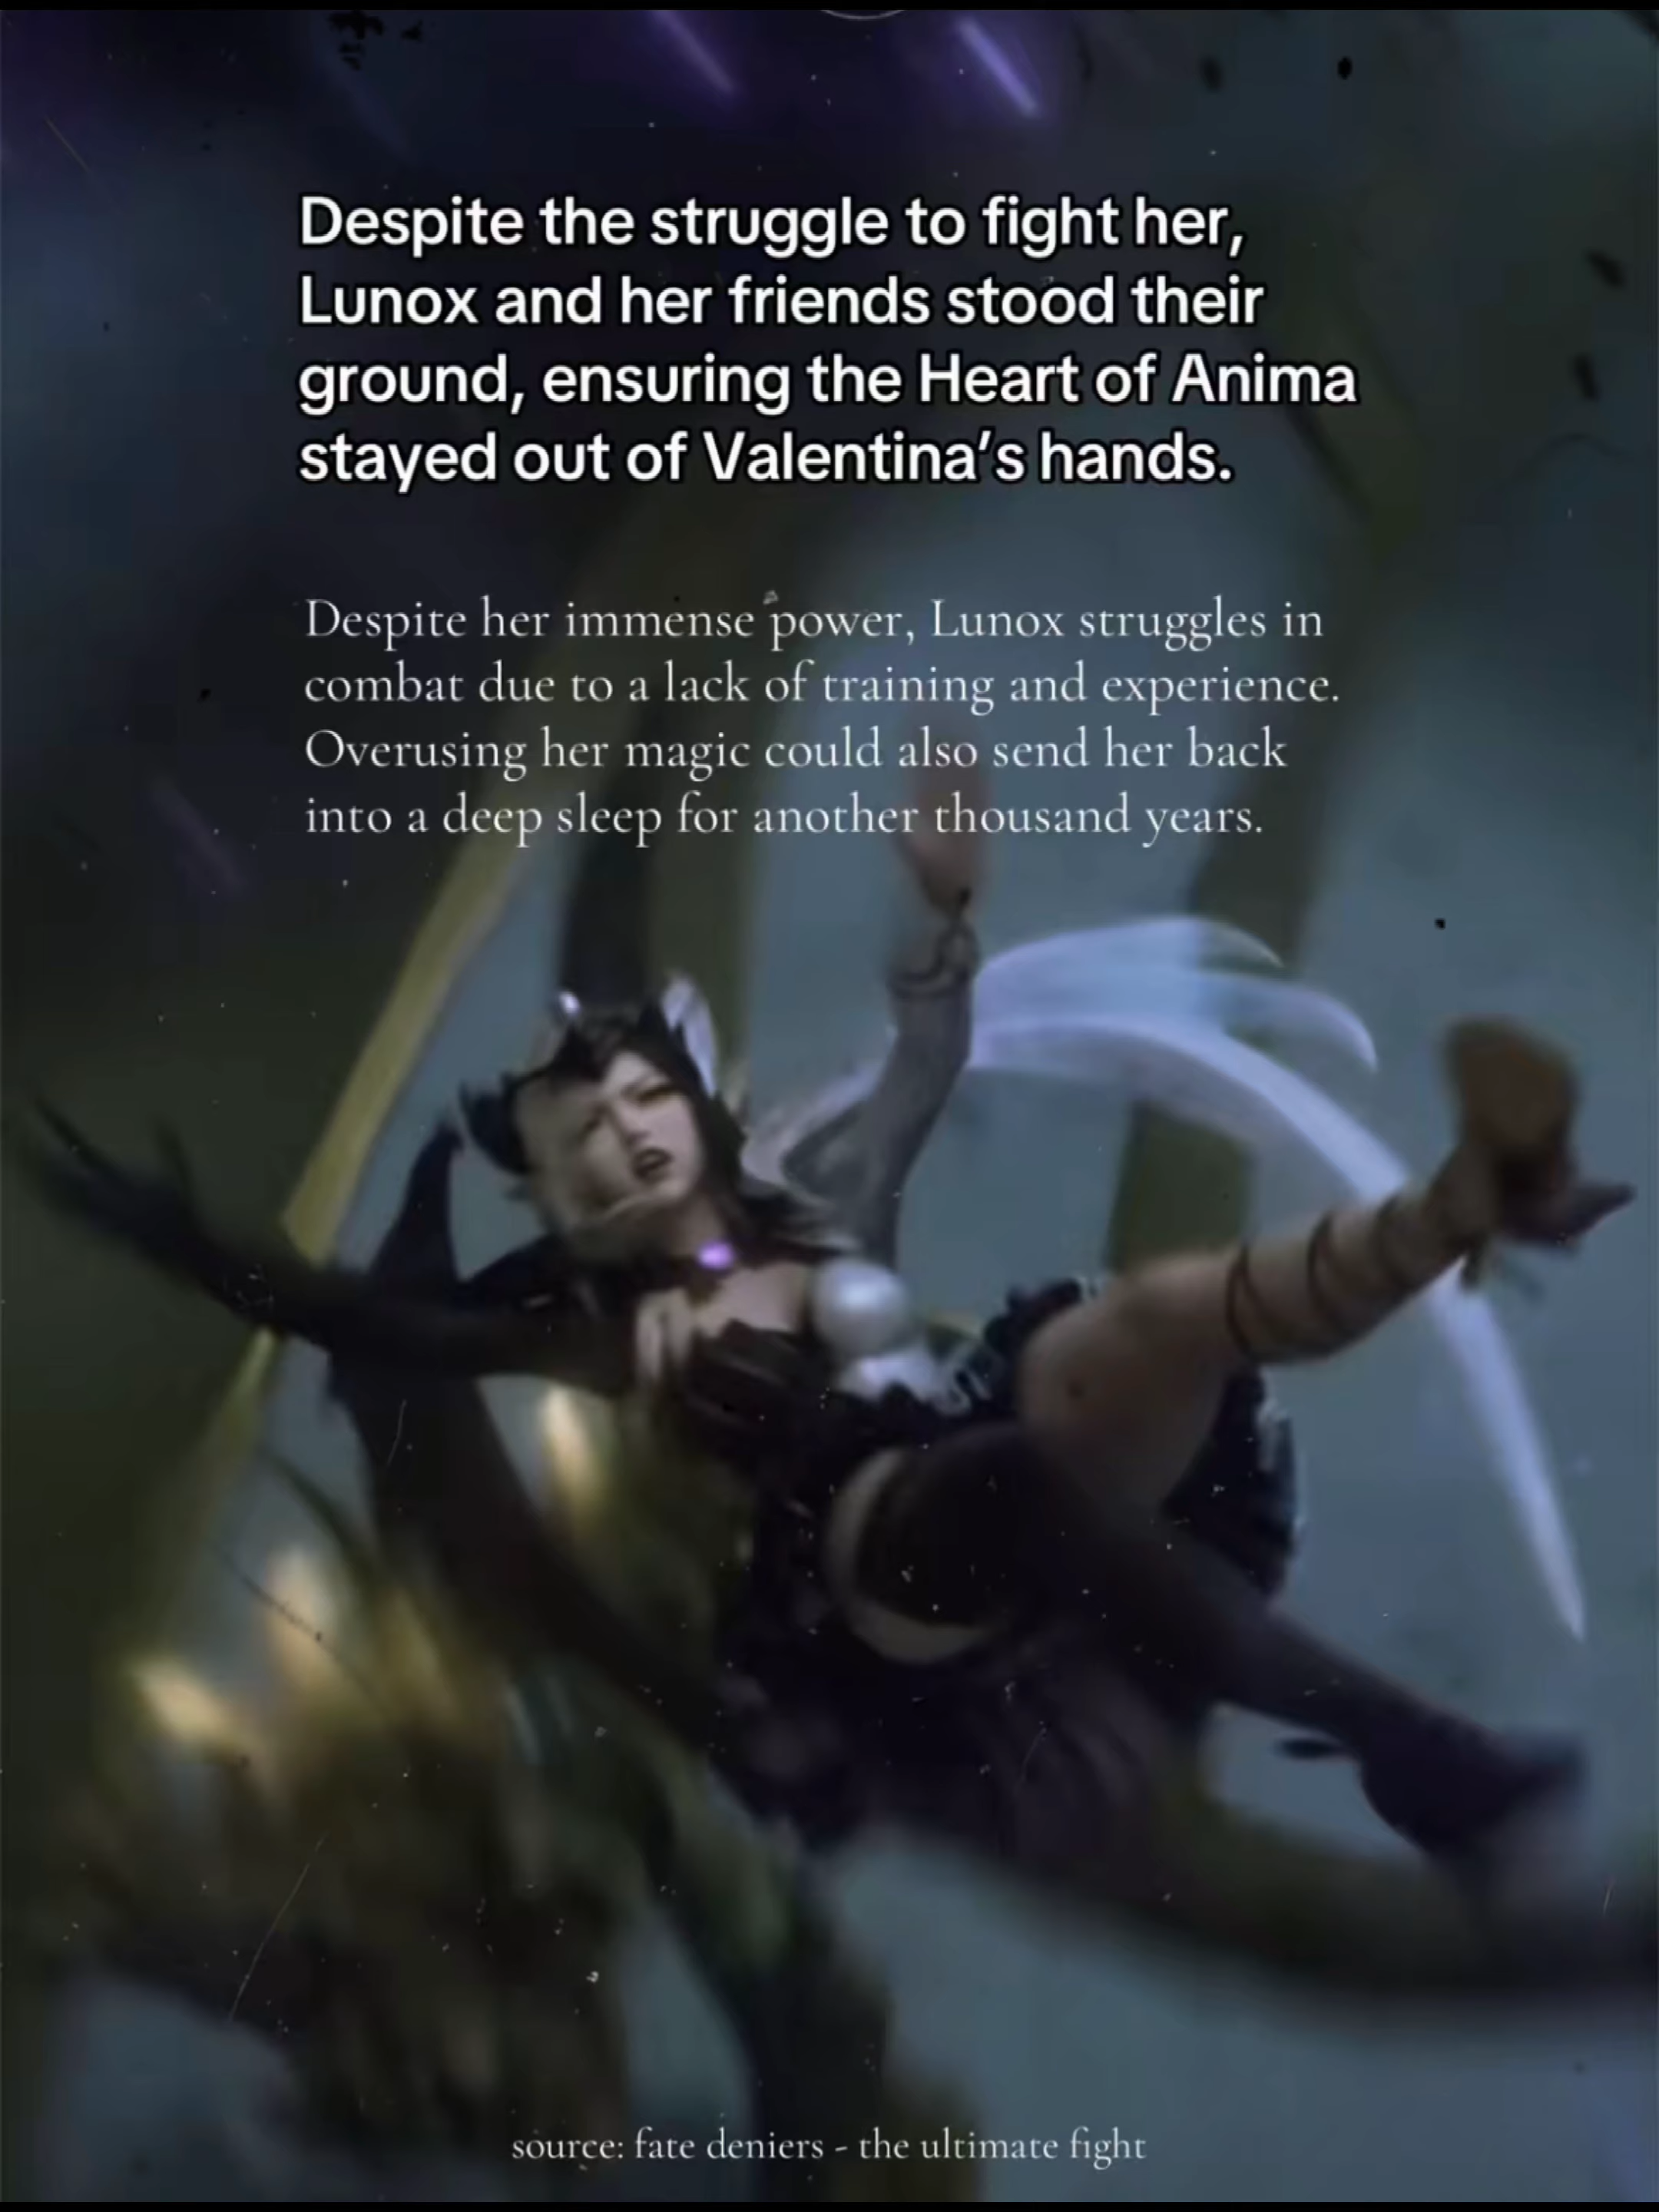 Despite the struggle to fight her,
Lunox and her friends stood their
ground, ensuring the Heart of Anima
stayed out of Valentina’s hands.
Despite her immense power, Lunox struggles in
combat due to a lack of training and experience.
Overusing her magic could also send her back
into a deep sleep for another thousand years.
source: fate deniers - the ultimate fight